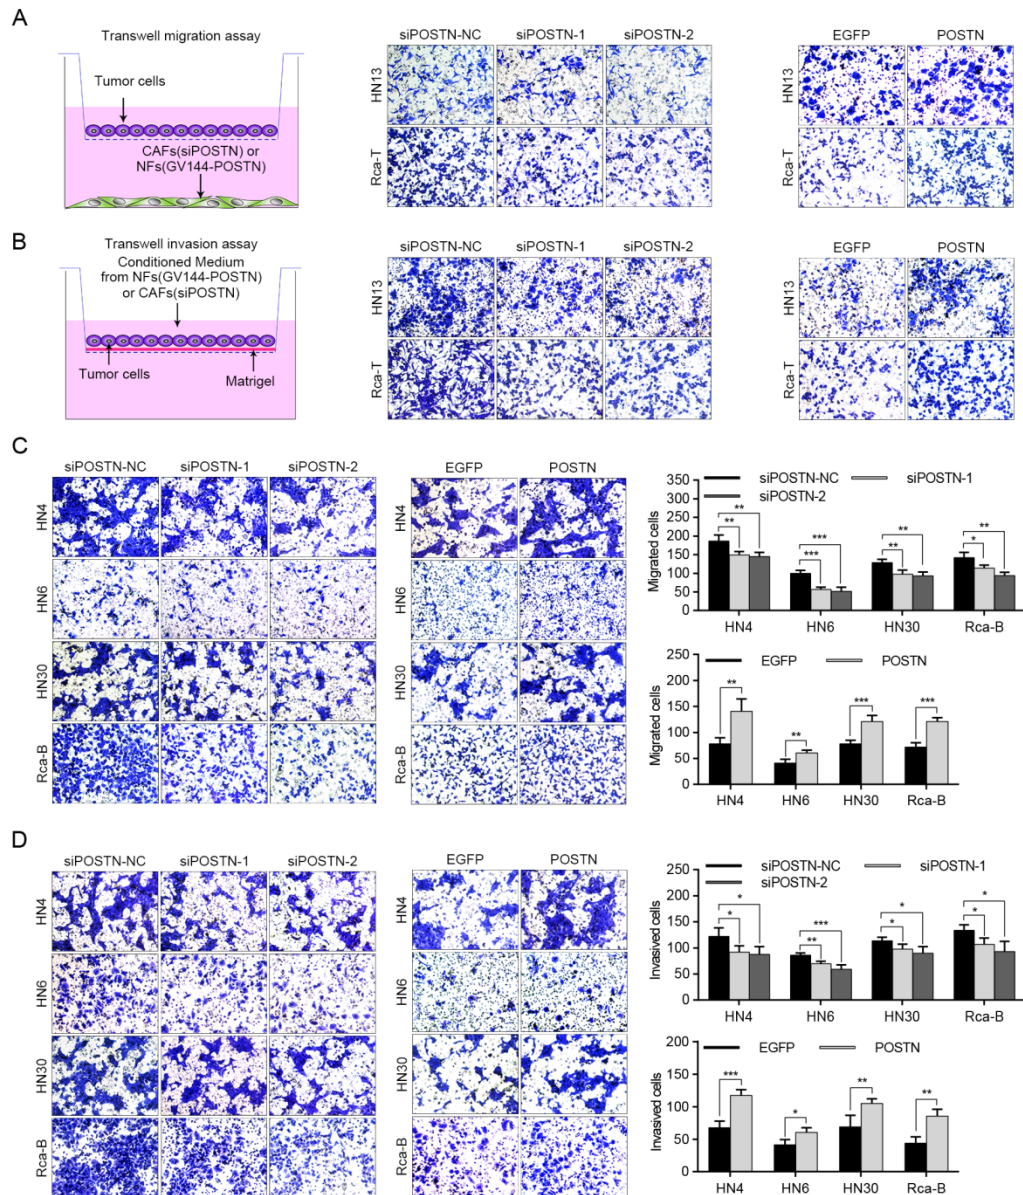 A
Transwell migration assay
Tumor cells
CAFs(siPOSTN) or
NFs(GV144-POSTN)
siPOSTN-NC siPOSTN-1 siPOSTN-2
HN13
Rca-T
EGFP POSTN
HN13
Rca-T
B
Transwell invasion assay
Conditioned Medium
from NFs(GV144-POSTN)
or CAFs(siPOSTN)
Tumor cells
Matrigel
siPOSTN-NC siPOSTN-1 siPOSTN-2
HN13
Rca-T
EGFP POSTN
HN13
Rca-T
C
siPOSTN-NC siPOSTN-1 siPOSTN-2
HN4
HN6
HN30
Rca-B
EGFP POSTN
HN4
HN6
HN30
Rca-B
siPOSTN-NC siPOSTN-1
siPOSTN-2
Migrated cells
350
300
250
200
150
100
50
0
** **
*** ***
** **
* **
HN4 HN6 HN30 Rca-B
EGFP POSTN
Migrated cells
200
150
100
50
0
** ** *** ***
HN4 HN6 HN30 Rca-B
D
siPOSTN-NC siPOSTN-1 siPOSTN-2
HN4
HN6
HN30
Rca-B
EGFP POSTN
HN4
HN6
HN30
Rca-B
siPOSTN-NC siPOSTN-1
siPOSTN-2
Invasived cells
250
200
150
100
50
0
* *
** ***
* *
* *
HN4 HN6 HN30 Rca-B
EGFP POSTN
Invasived cells
200
150
100
50
0
*** * ** **
HN4 HN6 HN30 Rca-B